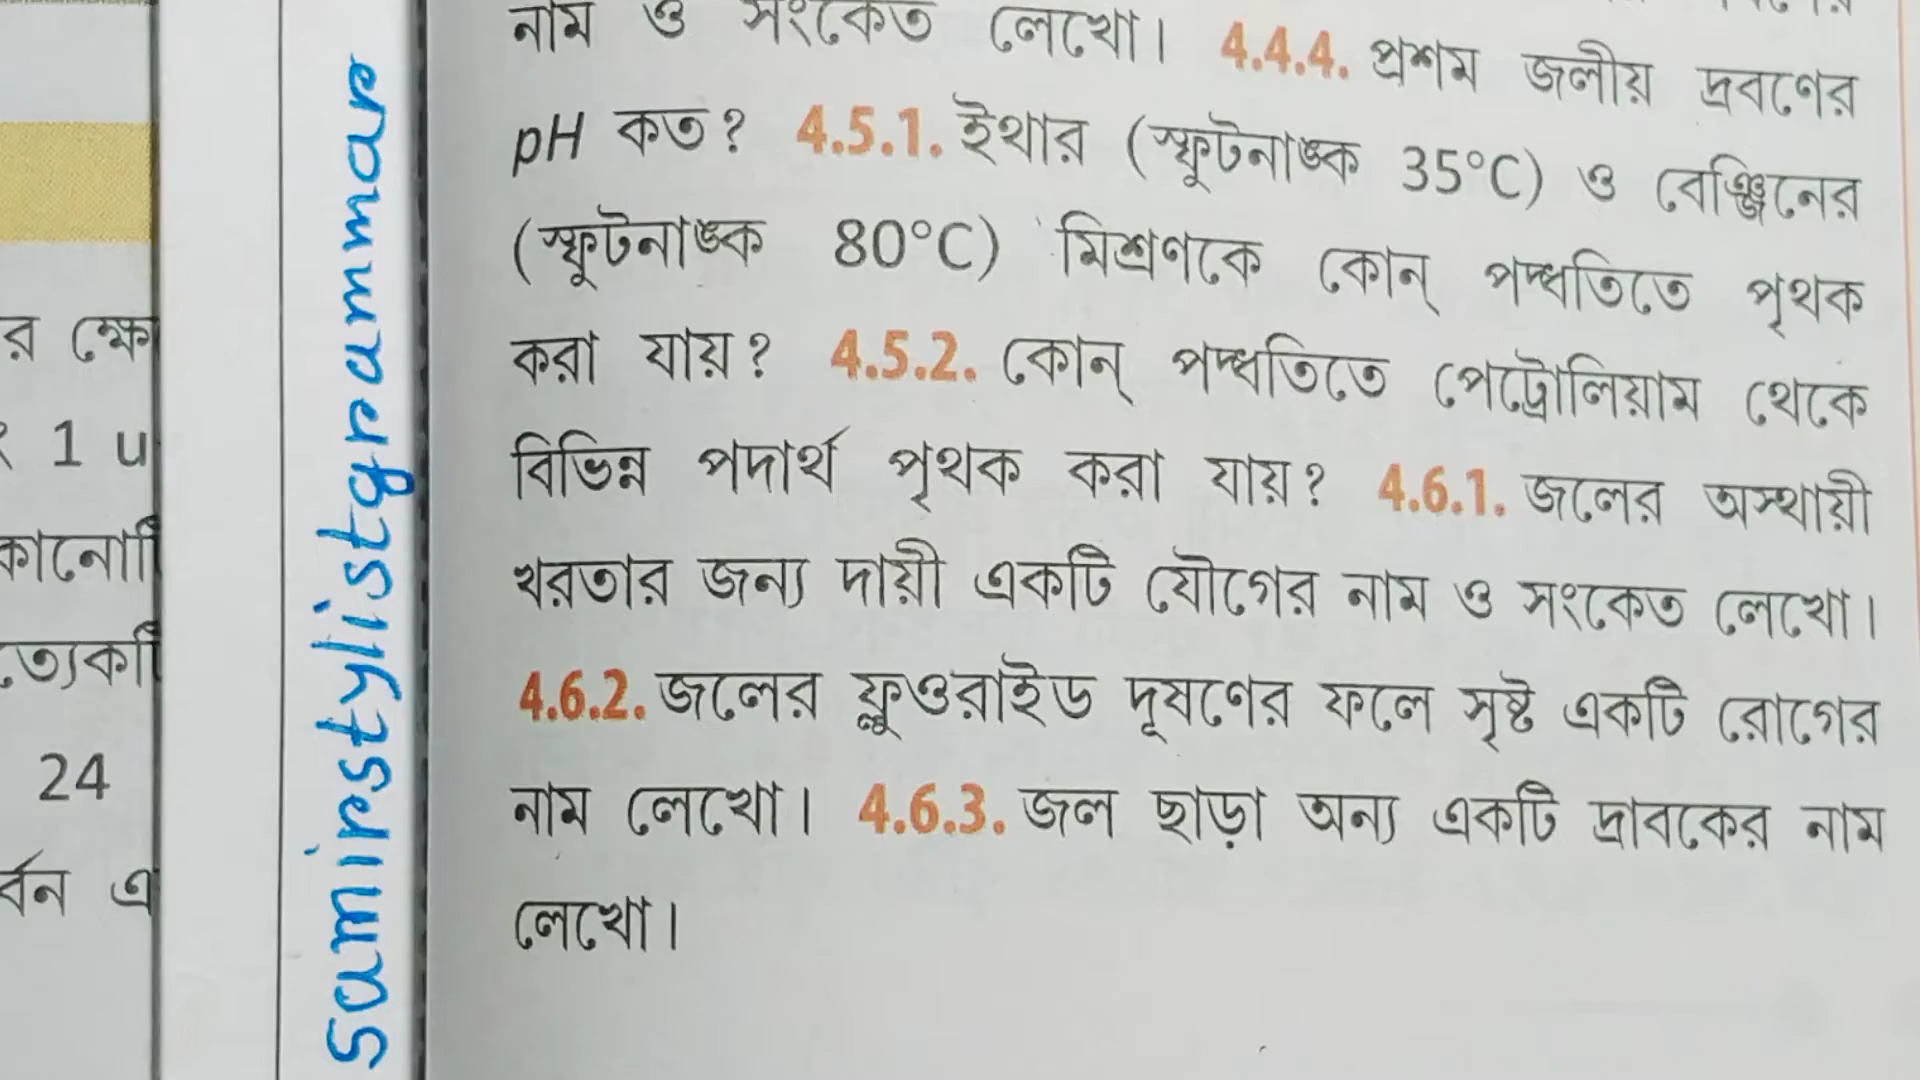 র ক্ষে
1 u
কানোটি
ত্যেকটি
24
র্বন এ
samirstylistgrammar
নাম ও সংকেত লেখো। 4.4.4. প্রশম জলীয় দ্রবণের
pH কত? 4.5.1. ইথার (স্ফুটনাঙ্ক 35°C) ও বেঞ্জিনের
(স্ফুটনাঙ্ক 80°C) মিশ্রণকে কোন্ পদ্ধতিতে পৃথক
করা যায়? 4.5.2. কোন্ পদ্ধতিতে পেট্রোলিয়াম থেকে
বিভিন্ন পদার্থ পৃথক করা যায়? 4.6.1. জলের অস্থায়ী
খরতার জন্য দায়ী একটি যৌগের নাম ও সংকেত লেখো।
4.6.2. জলের ফ্লুওরাইড দূষণের ফলে সৃষ্ট একটি রোগের
নাম লেখো। 4.6.3. জল ছাড়া অন্য একটি দ্রাবকের নাম
লেখো।